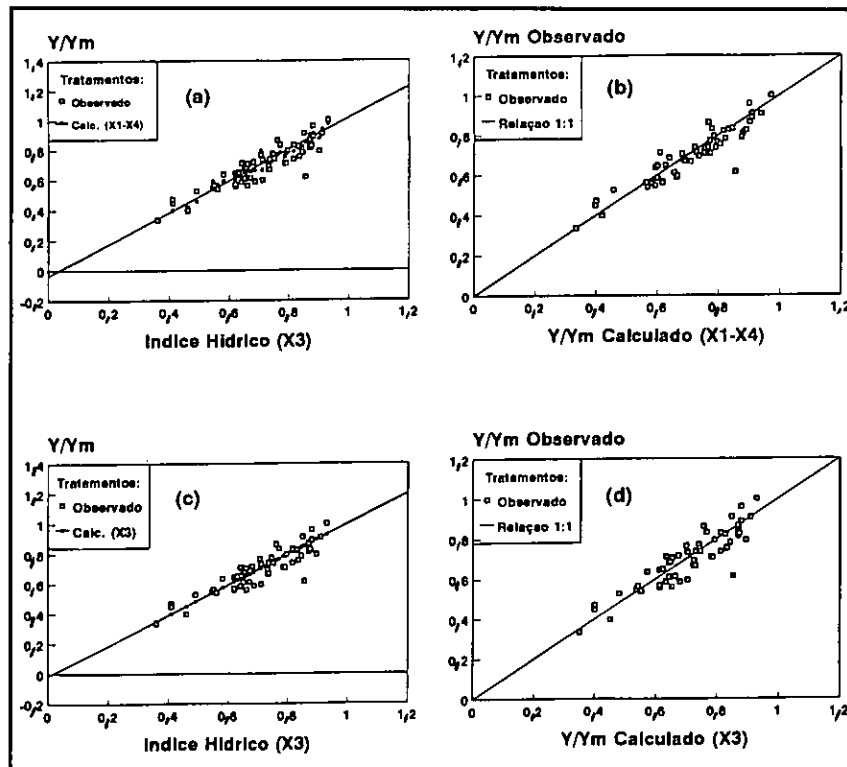 Y/Ym
1,4
1,2
1
0,8
0,6
0,4
0,2
0
-0,2
Tratamentos:
Observado
Calc. (X1-X4)
(a)
0,2 0,4 0,6 0,8 1 1,2
Indice Hidrico (X3)
Y/Ym Observado
1,2
1
0,8
0,6
0,4
0,2
0
Tratamentos:
Observado
Relaçao 1:1
(b)
0,2 0,4 0,6 0,8 1 1,2
Y/Ym Calculado (X1-X4)
Y/Ym
1,4
1,2
1
0,8
0,6
0,4
0,2
0
-0,2
Tratamentos:
Observado
Calc. (X3)
(c)
0,2 0,4 0,6 0,8 1 1,2
Indice Hidrico (X3)
Y/Ym Observado
1,2
1
0,8
0,6
0,4
0,2
0
Tratamentos:
Observado
Relaçao 1:1
(d)
0,2 0,4 0,6 0,8 1 1,2
Y/Ym Calculado (X3)